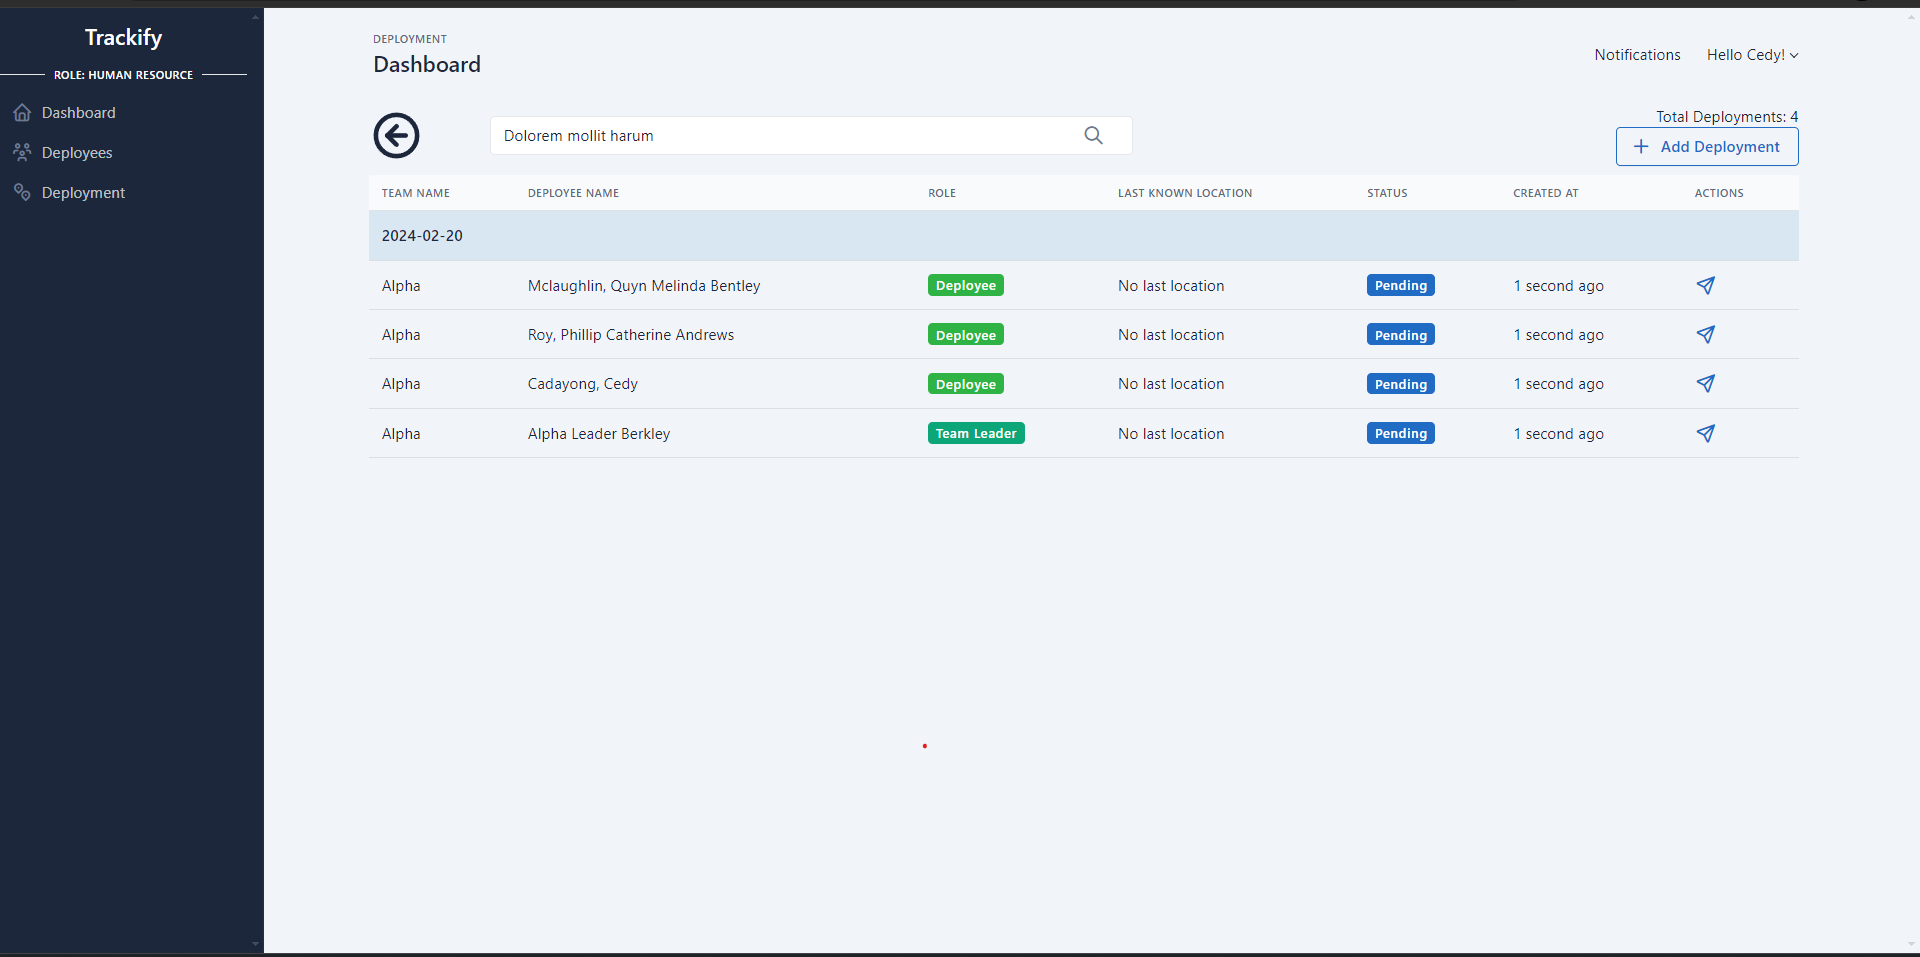 Trackify
ROLE: HUMAN RESOURCE
Dashboard
Deployees
Deployment
DEPLOYMENT
Dashboard
Notifications Hello Cedy!
Dolorem mollit harum
Total Deployments: 4
Add Deployment
TEAM NAME DEPLOYEE NAME ROLE LAST KNOWN LOCATION STATUS CREATED AT ACTIONS
2024-02-20
Alpha Mclaughlin, Quyn Melinda Bentley Deployee No last location Pending 1 second ago
Alpha Roy, Phillip Catherine Andrews Deployee No last location Pending 1 second ago
Alpha Cadayong, Cedy Deployee No last location Pending 1 second ago
Alpha Alpha Leader Berkley Team Leader No last location Pending 1 second ago